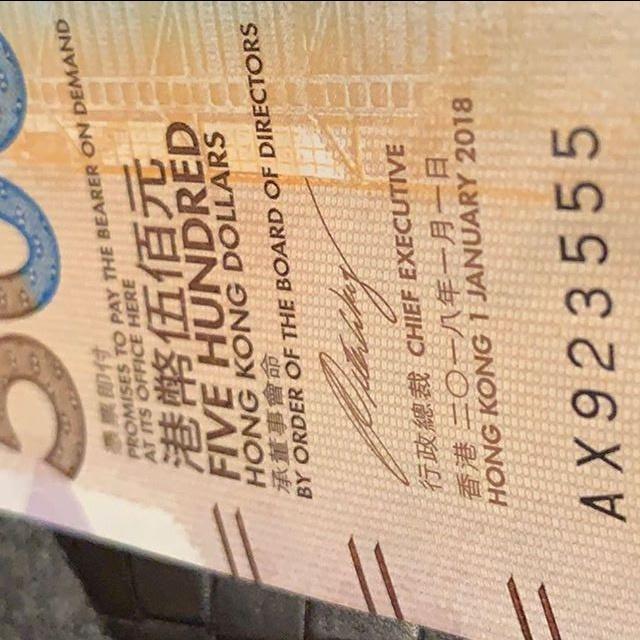 50
憑票即付
PROMISES TO PAY THE BEARER ON DEMAND
AT ITS OFFICE HERE
港幣伍佰元
FIVE HUNDRED
HONG KONG DOLLARS
承董事會命
BY ORDER OF THE BOARD OF DIRECTORS
行政總裁 CHIEF EXECUTIVE
香港 二〇一八年一月一日
HONG KONG 1 JANUARY 2018
AX923555